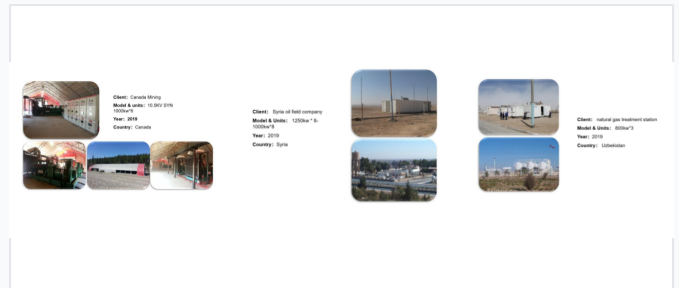 Client: Canada Mining
Model & units: 10.5KV SYN
1000kw*6
Year: 2019
Country: Canada
Client: Syria oil field company
Model & Units: 1250kw * 8-
1000kw*8
Year: 2019
Country: Syria
Client: natural gas treatment station
Model & Units: 800kw*3
Year: 2019
Country: Uzbekistan